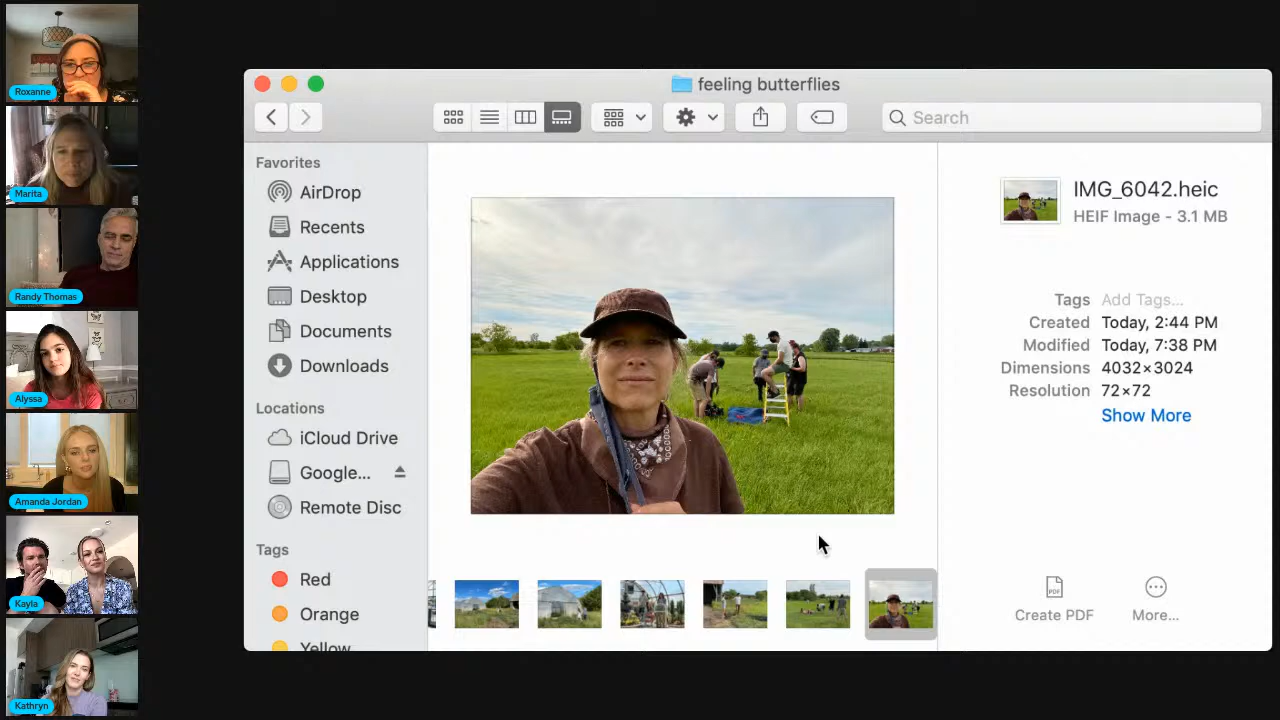 Roxanne
Marita
Randy Thomas
Alyssa
Amanda Jordan
Kayla
Kathryn
feeling butterflies
Search
Favorites
AirDrop
Recents
Applications
Desktop
Documents
Downloads
Locations
iCloud Drive
Google...
Remote Disc
Tags
Red
Orange
Yellow
IMG_6042.heic
HEIF Image - 3.1 MB
Tags Add Tags...
Created Today, 2:44 PM
Modified Today, 7:38 PM
Dimensions 4032×3024
Resolution 72×72
Show More
PDF
Create PDF
More...